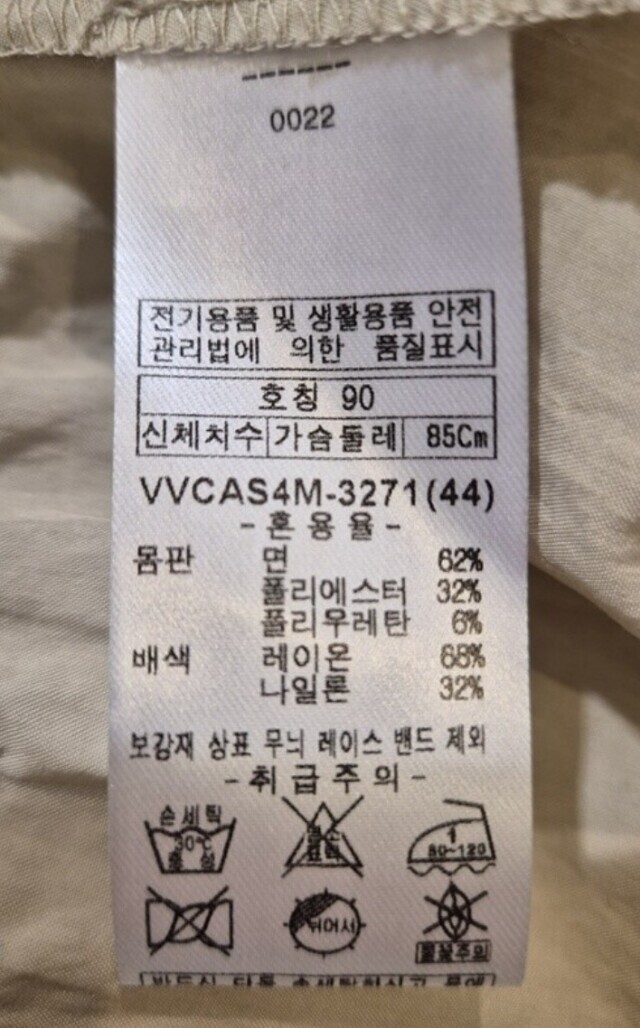 ------
0022
전기용품 및 생활용품 안전
관리법에 의한 품질표시
호칭 90
신체치수 가슴둘레 85Cm
VVCAS4M-3271(44)
- 혼용율 -
몸판 면 62%
폴리에스터 32%
폴리우레탄 6%
배색 레이온 68%
나일론 32%
보강재 상표 무늬 레이스 밴드 제외
- 취급주의 -
손세탁
30℃ 1
중성 80~120
뉘어서